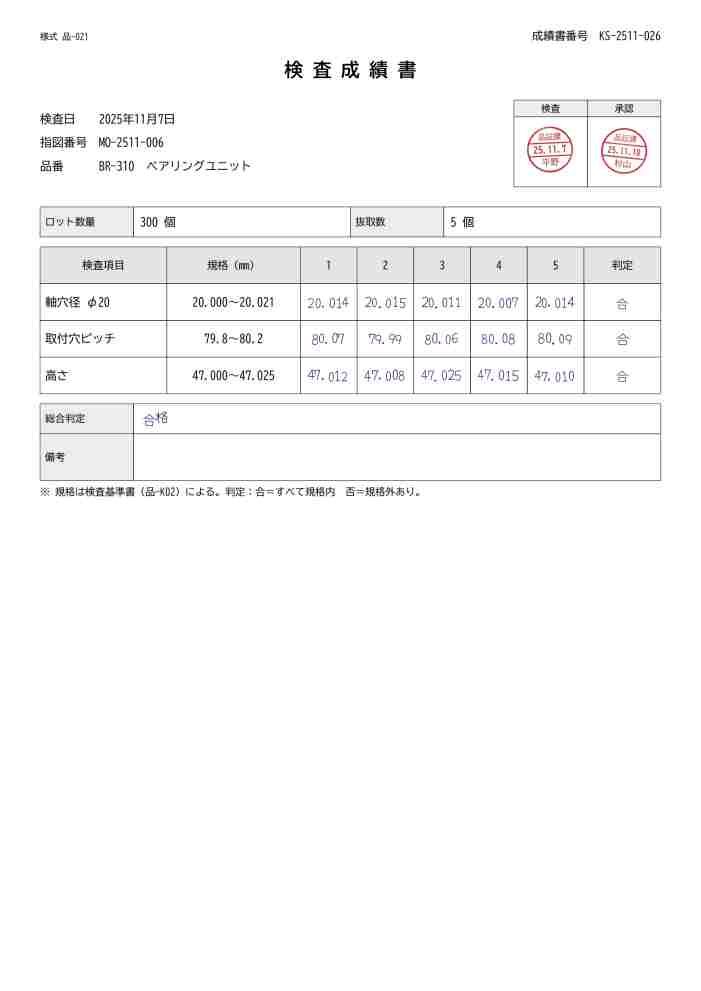 様式 品-021
成績書番号 KS-2511-026
検査成績書
検査日 2025年11月7日
指図番号 MO-2511-006
品番 BR-310 ベアリングユニット
検査 承認
品証課 25.11.7 平野
品証課 25.11.10 杉山
ロット数量 300 個 抜取数 5 個
検査項目 規格（㎜） 1 2 3 4 5 判定
軸穴径 φ20 20.000～20.021 20.014 20.015 20.011 20.007 20.014 合
取付穴ピッチ 79.8～80.2 80.07 79.99 80.06 80.08 80.09 合
高さ 47.000～47.025 47.012 47.008 47.025 47.015 47.010 合
総合判定 合格
備考
※ 規格は検査基準書（品-K02）による。判定：合＝すべて規格内 否＝規格外あり。